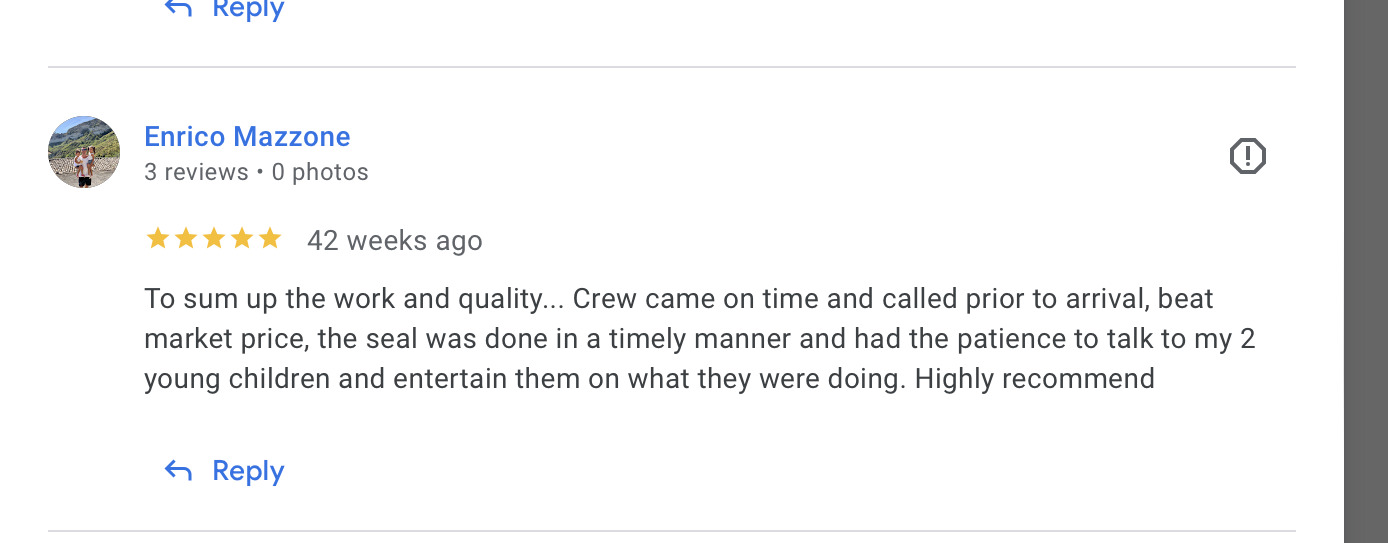 Reply
Enrico Mazzone
3 reviews • 0 photos
42 weeks ago
To sum up the work and quality... Crew came on time and called prior to arrival, beat
market price, the seal was done in a timely manner and had the patience to talk to my 2
young children and entertain them on what they were doing. Highly recommend
Reply